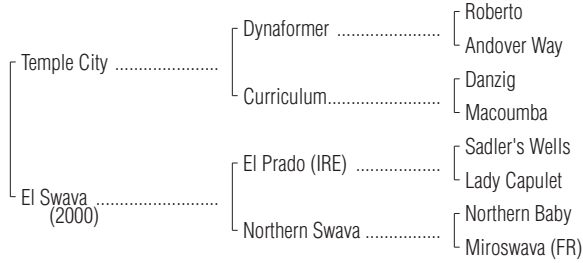 Roberto
Dynaformer ..................
Andover Way
Temple City ......................
Danzig
Curriculum........................
Macoumba
Sadler's Wells
El Prado (IRE) ..................
Lady Capulet
El Swava ..........................
(2000)
Northern Baby
Northern Swava ................
Miroswava (FR)